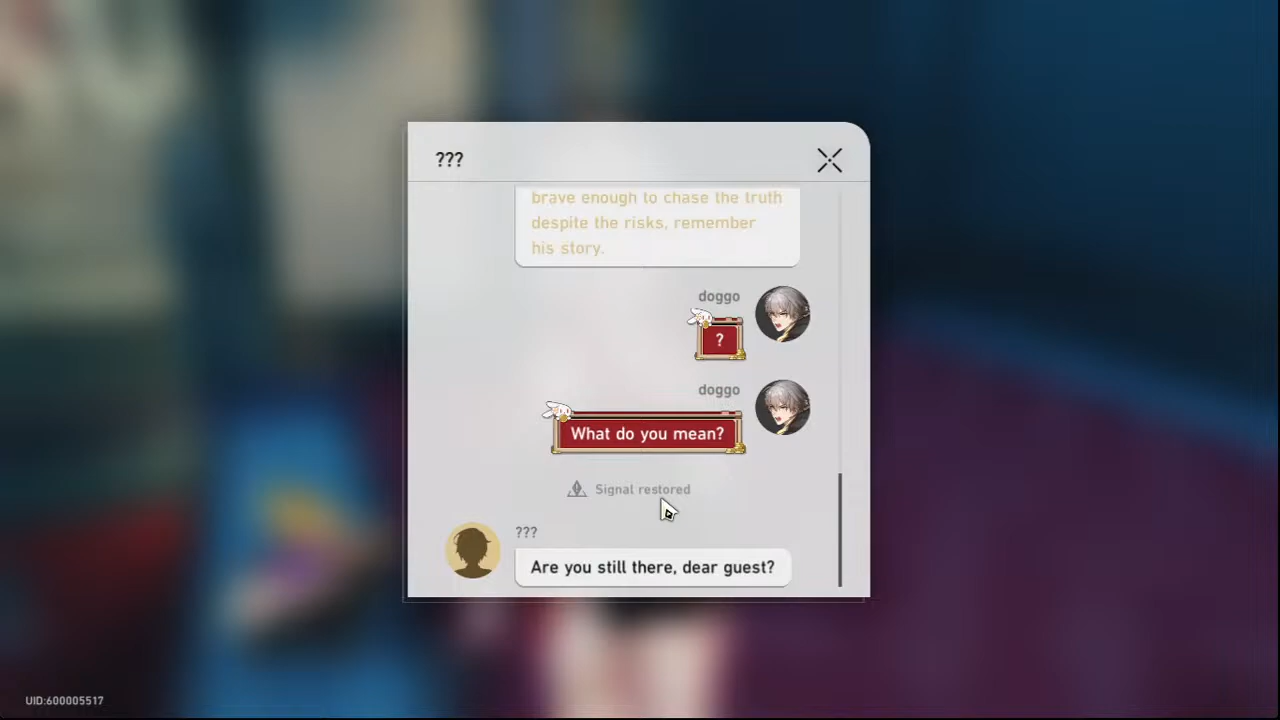 ???
brave enough to chase the truth
despite the risks, remember
his story.
doggo
?
doggo
What do you mean?
Signal restored
???
Are you still there, dear guest?
UID:600005517